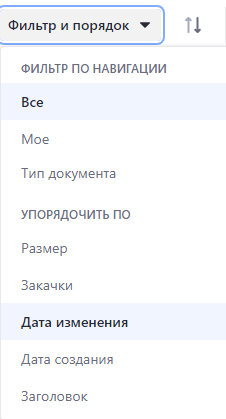 Фильтр и порядок
ФИЛЬТР ПО НАВИГАЦИИ
Все
Мое
Тип документа
УПОРЯДОЧИТЬ ПО
Размер
Закачки
Дата изменения
Дата создания
Заголовок